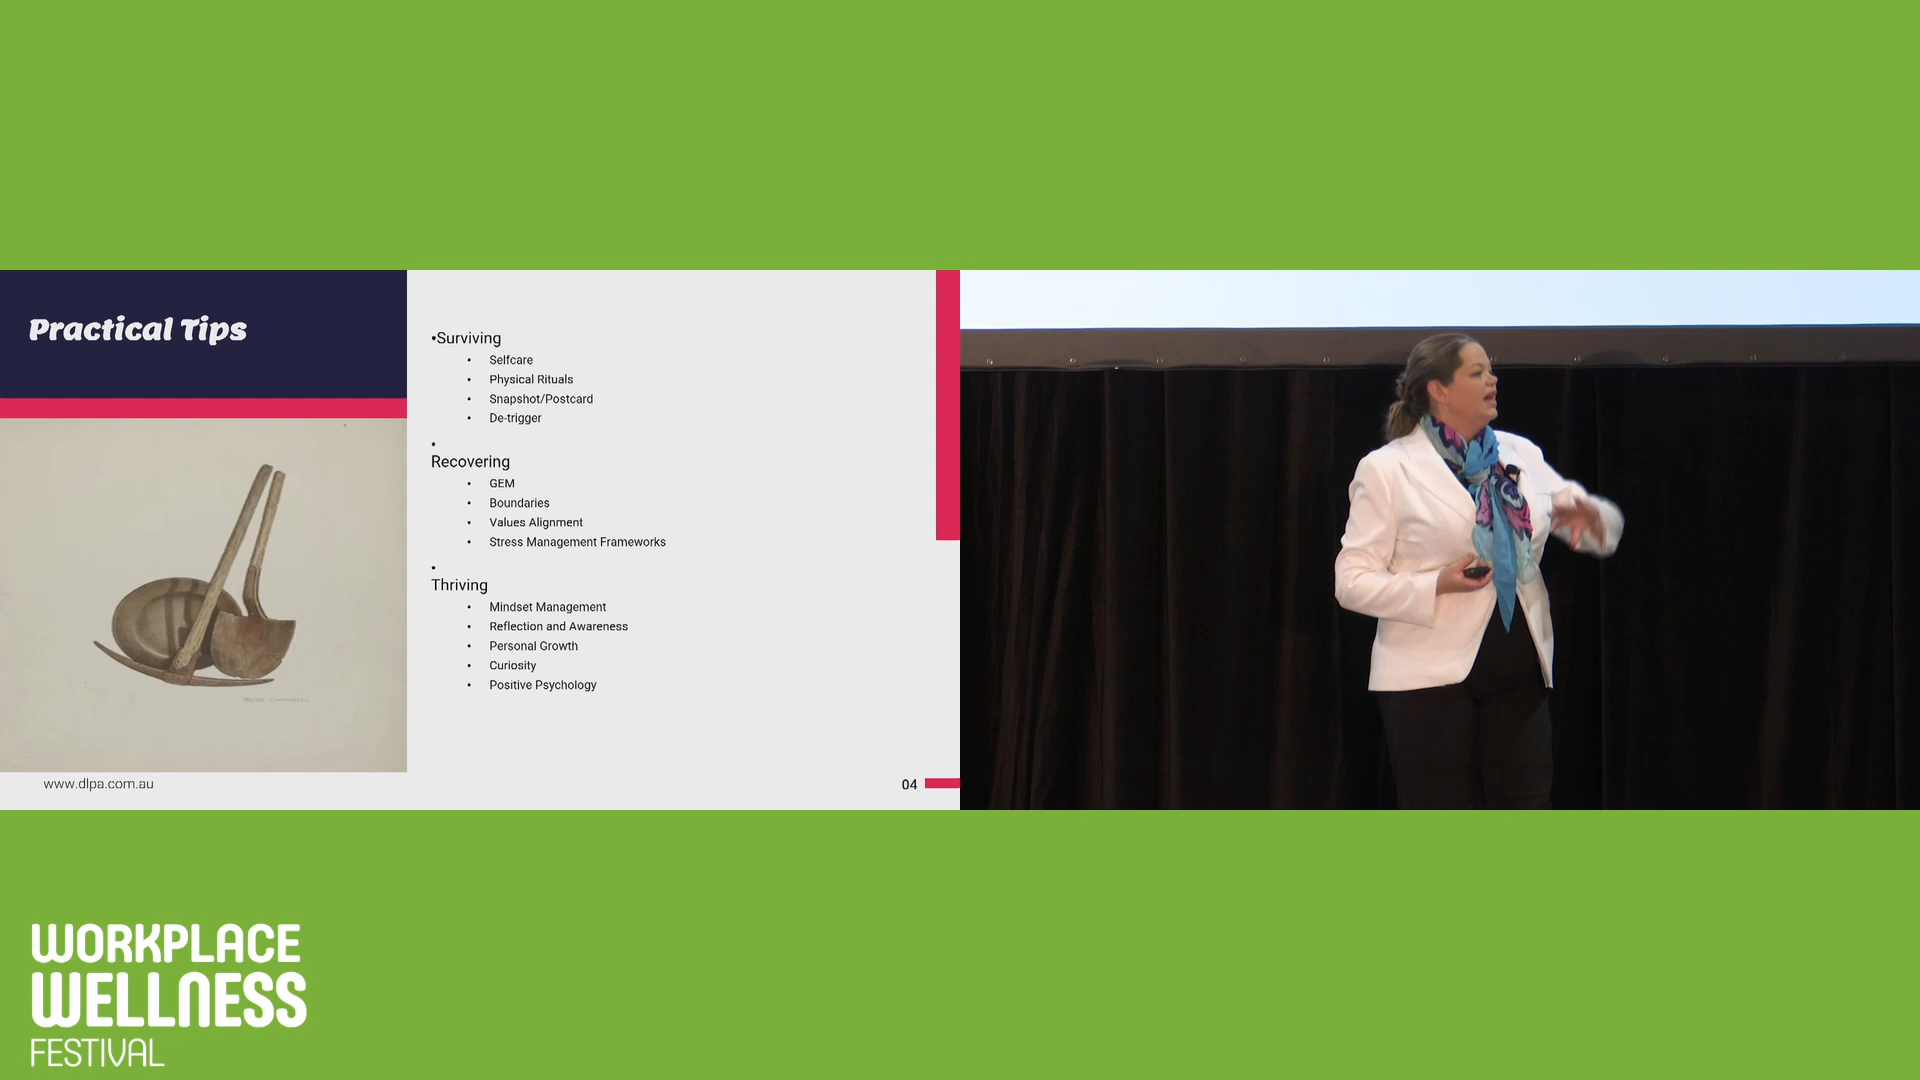 Practical Tips
•Surviving
• Selfcare
• Physical Rituals
• Snapshot/Postcard
• De-trigger
•
Recovering
• GEM
• Boundaries
• Values Alignment
• Stress Management Frameworks
•
Thriving
• Mindset Management
• Reflection and Awareness
• Personal Growth
• Curiosity
• Positive Psychology
www.dlpa.com.au
04
WORKPLACE
WELLNESS
FESTIVAL